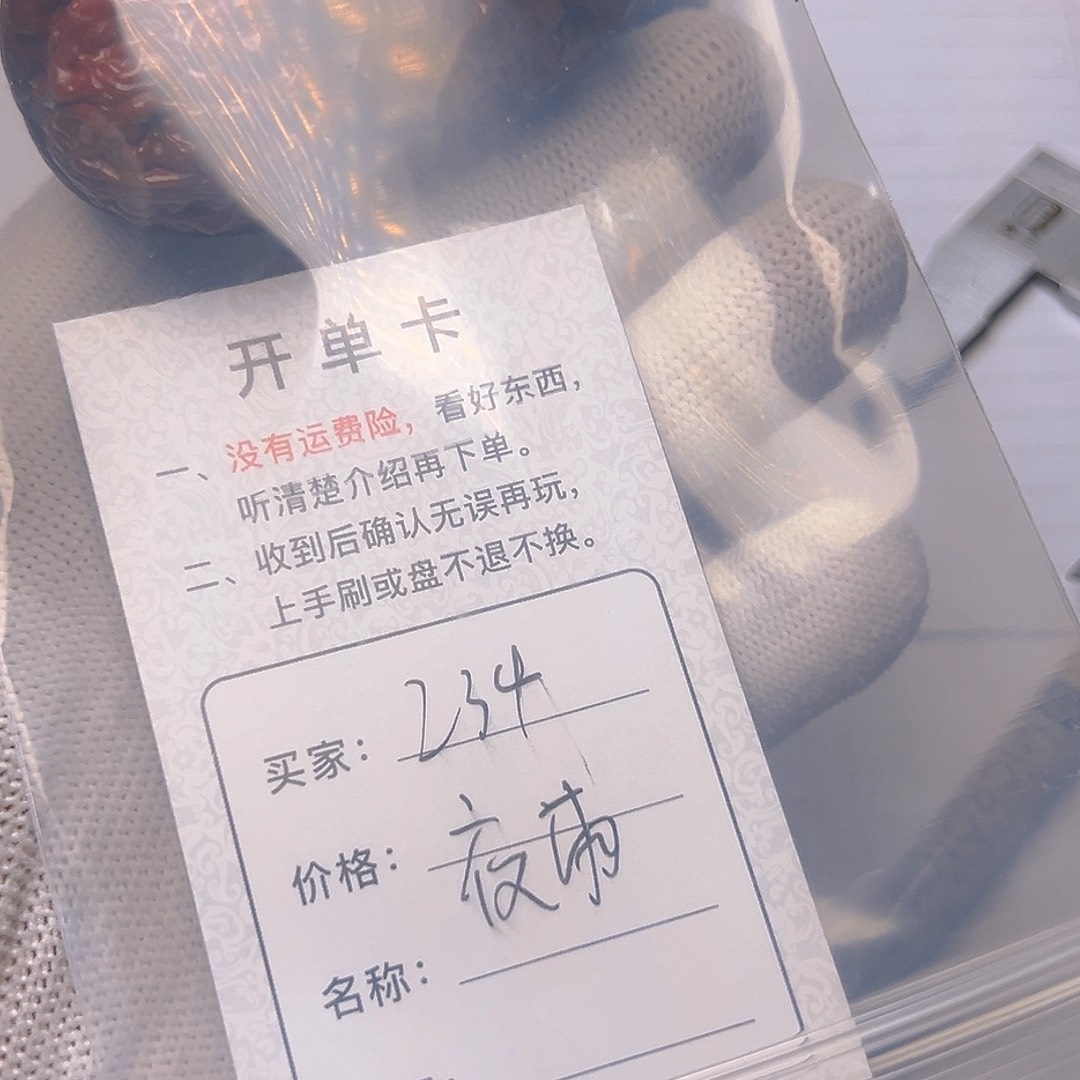 开单卡
一、没有运费险，看好东西，
听清楚介绍再下单。
二、收到后确认无误再玩，
上手刷或盘不退不换。
买家：234
价格：夜
名称：